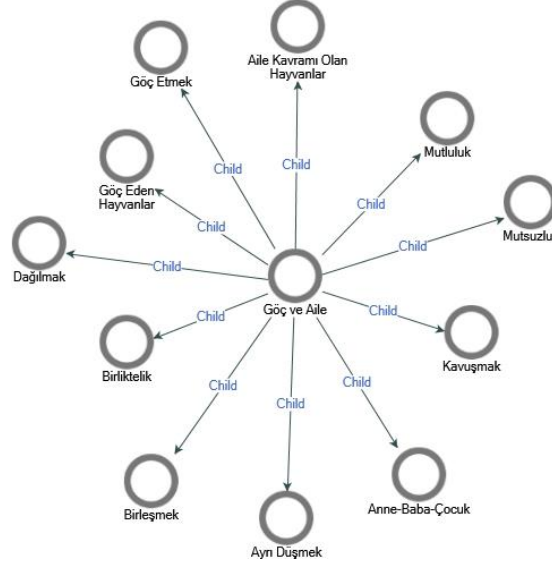 Aile Kavramı Olan
Hayvanlar
Göç Etmek
Child
Child
Mutluluk
Göç Eden
Hayvanlar
Child
Child
Mutsuzlu
Child
Dağılmak
Child
Göç ve Aile
Birliktelik
Child
Child
Kavuşmak
Child
Child
Child
Birleşmek
Anne-Baba-Çocuk
Ayrı Düşmek